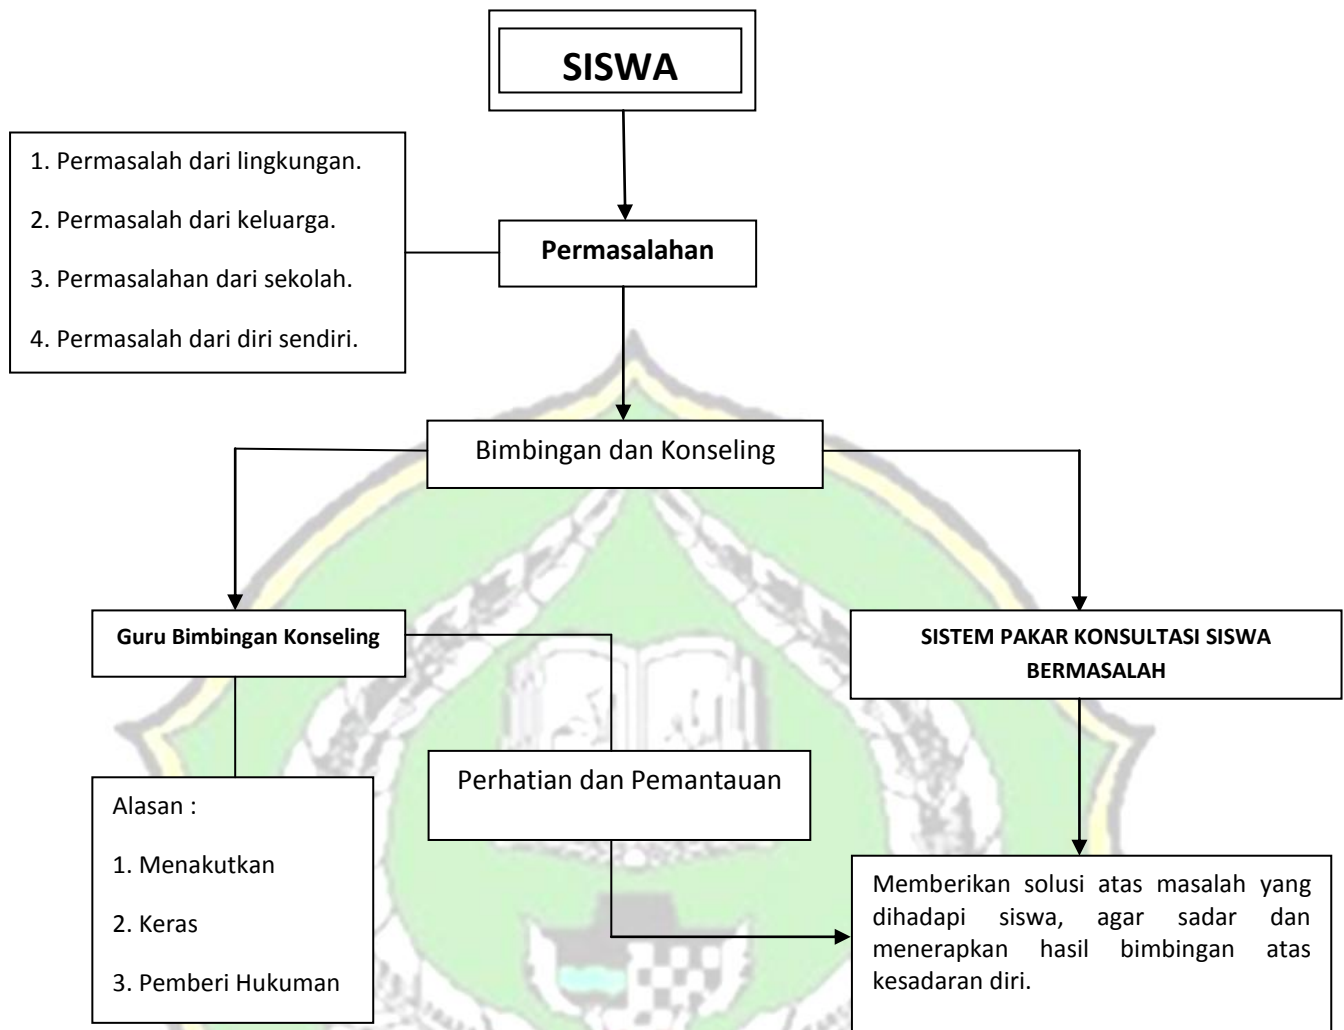 SISWA
1. Permasalah dari lingkungan.
2. Permasalah dari keluarga.
3. Permasalahan dari sekolah.
4. Permasalah dari diri sendiri.
Permasalahan
Bimbingan dan Konseling
Guru Bimbingan Konseling
SISTEM PAKAR KONSULTASI SISWA
BERMASALAH
Perhatian dan Pemantauan
Alasan :
1. Menakutkan
2. Keras
3. Pemberi Hukuman
Memberikan solusi atas masalah yang
dihadapi siswa, agar sadar dan
menerapkan hasil bimbingan atas
kesadaran diri.